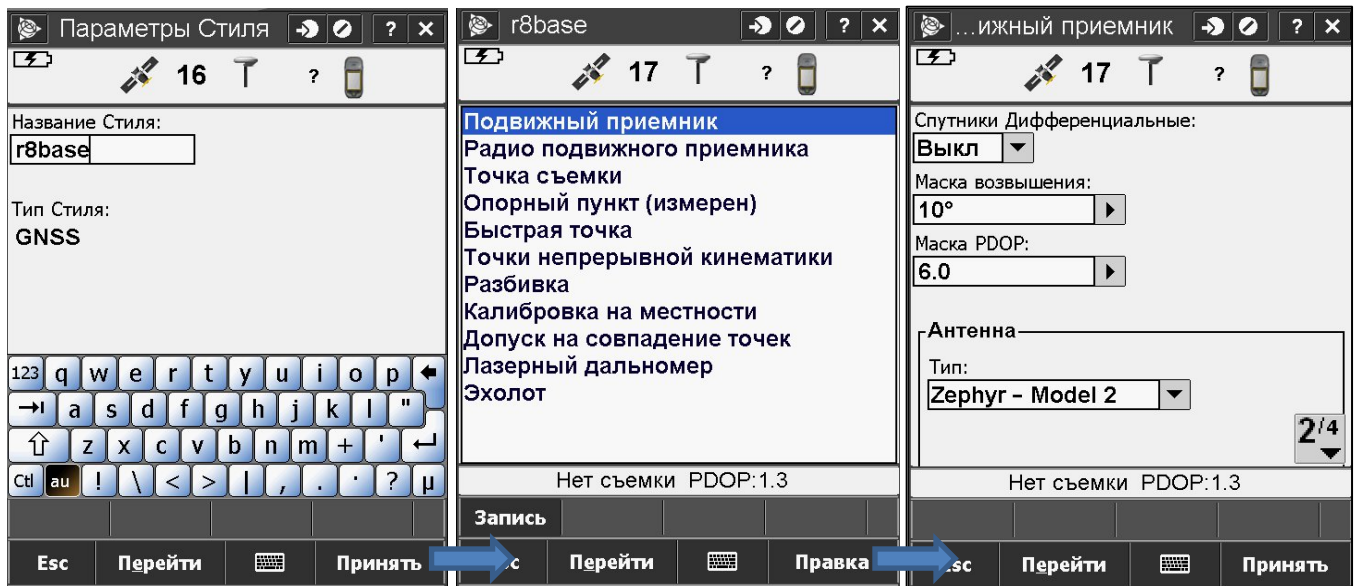 Параметры Стиля ? ×
16 ?
Название Стиля:
r8base
Тип Стиля:
GNSS
123 q w e r t y u i o p
a s d f g h j k l "
z x c v b n m + '
Ctl au ! \ < > | , . · ? µ
Esc Перейти Принять
r8base ? ×
17 ?
Подвижный приемник
Радио подвижного приемника
Точка съемки
Опорный пункт (измерен)
Быстрая точка
Точки непрерывной кинематики
Разбивка
Калибровка на местности
Допуск на совпадение точек
Лазерный дальномер
Эхолот
Нет съемки PDOP:1.3
Запись
c Перейти Правка
...ижный приемник ? ×
17 ?
Спутники Дифференциальные:
Выкл
Маска возвышения:
10°
Маска PDOP:
6.0
Антенна
Тип:
Zephyr - Model 2
2/4
Нет съемки PDOP:1.3
sc Перейти Принять